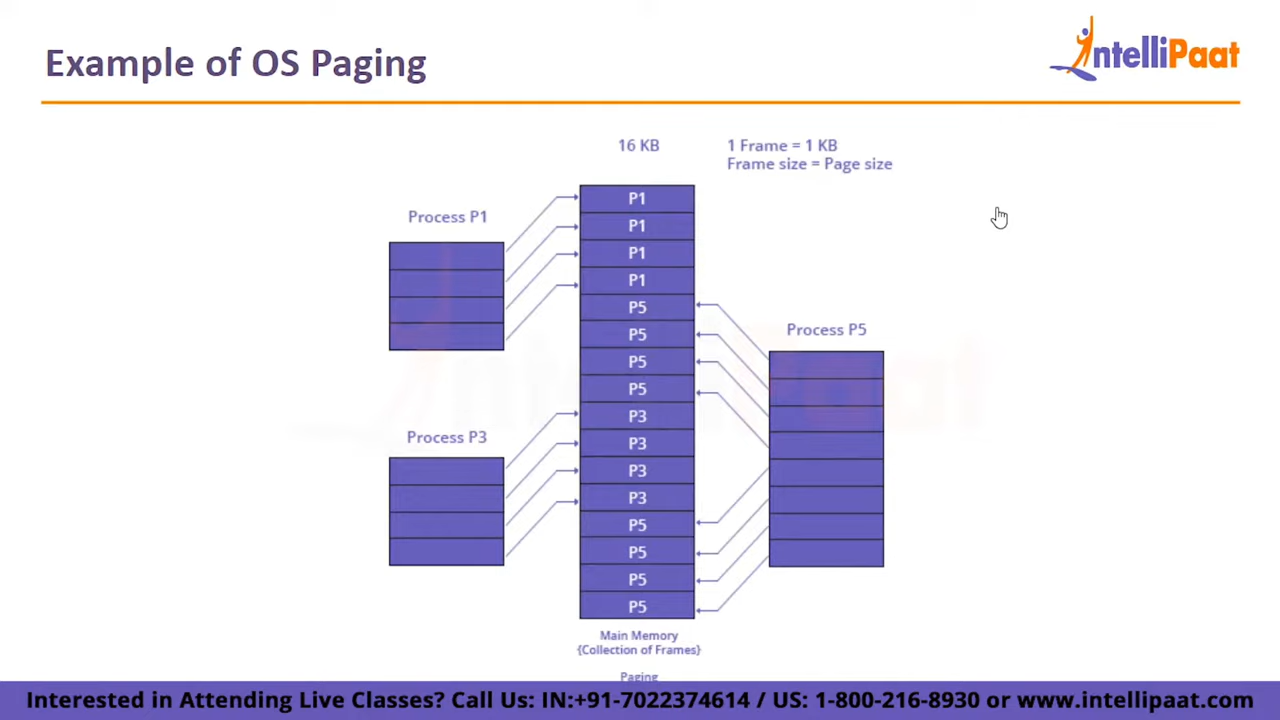 Example of OS Paging
IntelliPaat
16 KB
1 Frame = 1 KB
Frame size = Page size
Process P1
P1
P1
P1
P1
P5
P5
P5
P5
P3
P3
P3
P3
P5
P5
P5
P5
Process P5
Process P3
Main Memory
{Collection of Frames}
Paging
Interested in Attending Live Classes? Call Us: IN:+91-7022374614 / US: 1-800-216-8930 or www.intellipaat.com